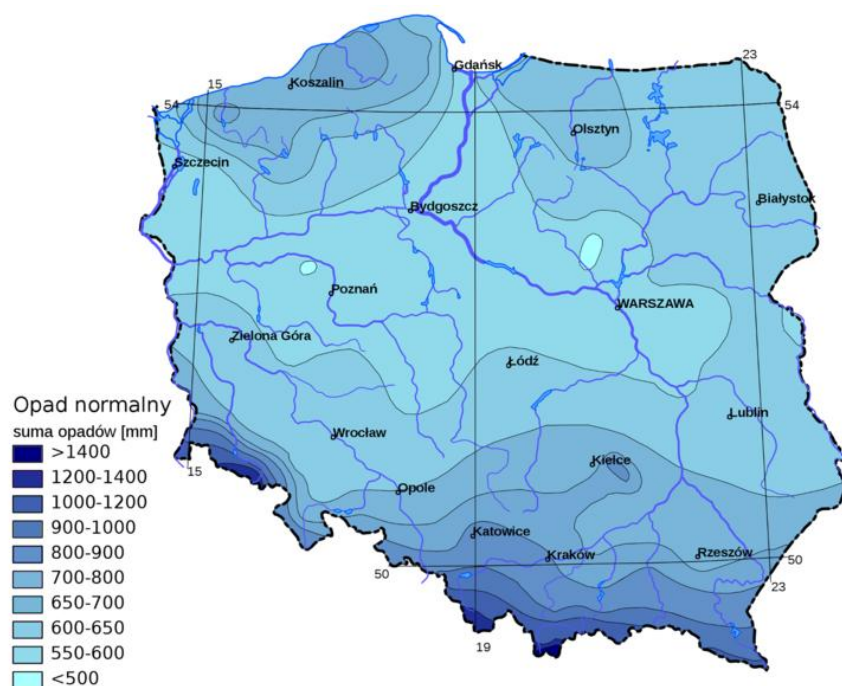 23
Gdańsk
15
Koszalin
54
54
Olsztyn
Szczecin
Białystok
Bydgoszcz
Poznań
WARSZAWA
Zielona Góra
Łódź
Opad normalny
suma opadów [mm]
>1400
1200-1400
1000-1200
900-1000
800-900
700-800
650-700
600-650
550-600
<500
Lublin
Wrocław
15
Kielce
Opole
Katowice
Kraków
Rzeszów
50
50
23
19